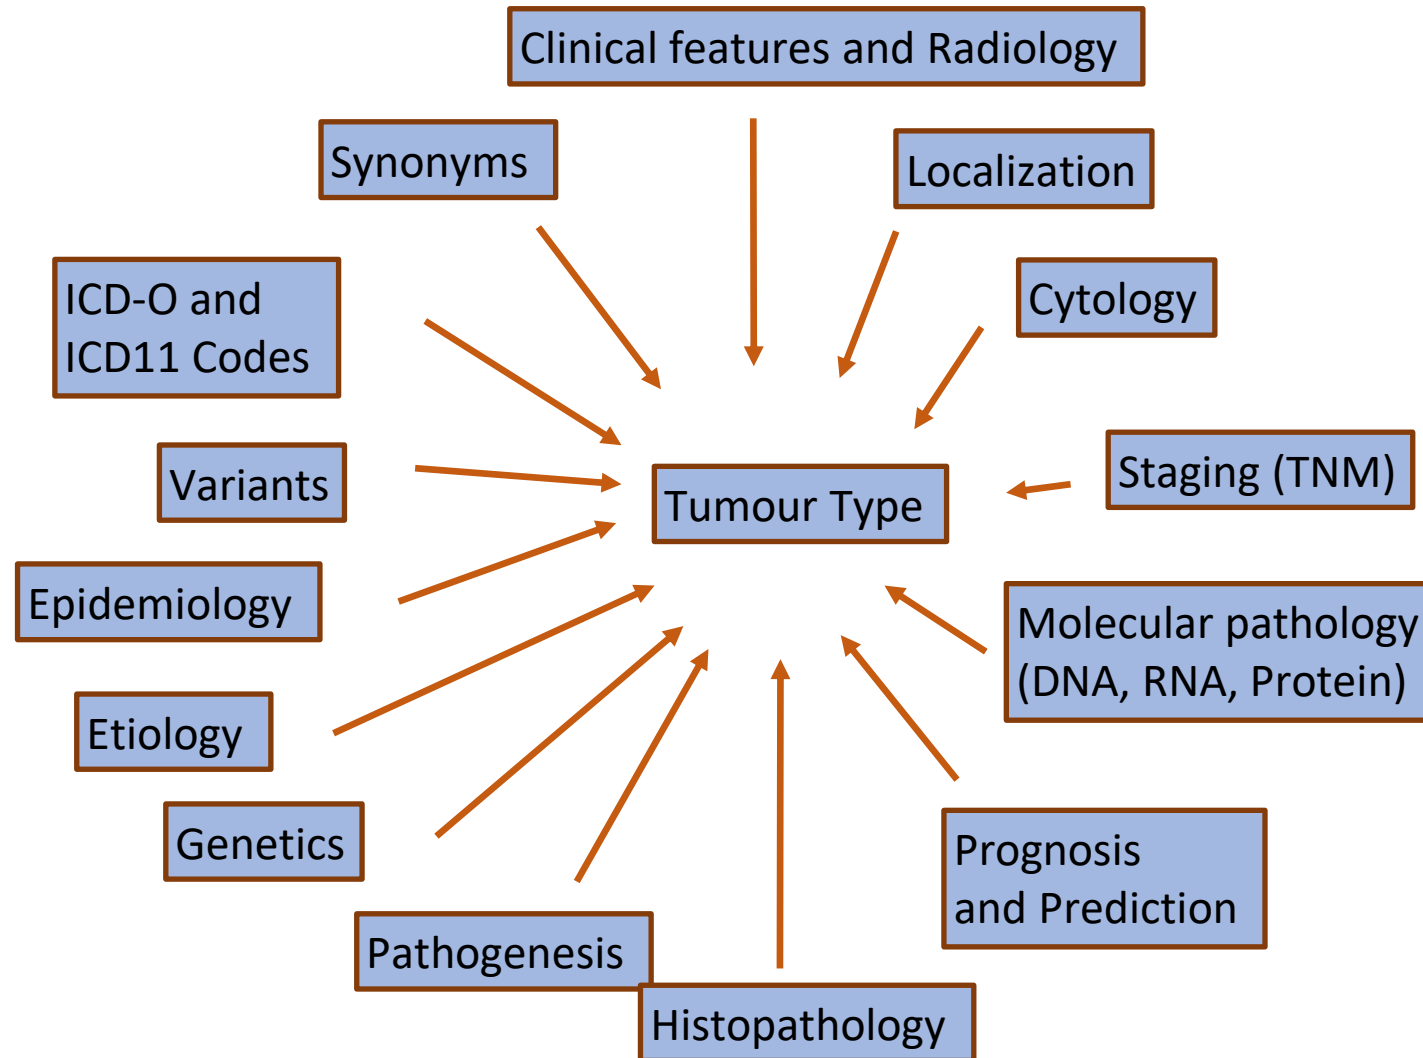 Clinical features and Radiology
Synonyms
Localization
ICD-O and
ICD11 Codes
Cytology
Variants
Tumour Type
Staging (TNM)
Epidemiology
Molecular pathology
(DNA, RNA, Protein)
Etiology
Genetics
Prognosis
and Prediction
Pathogenesis
Histopathology